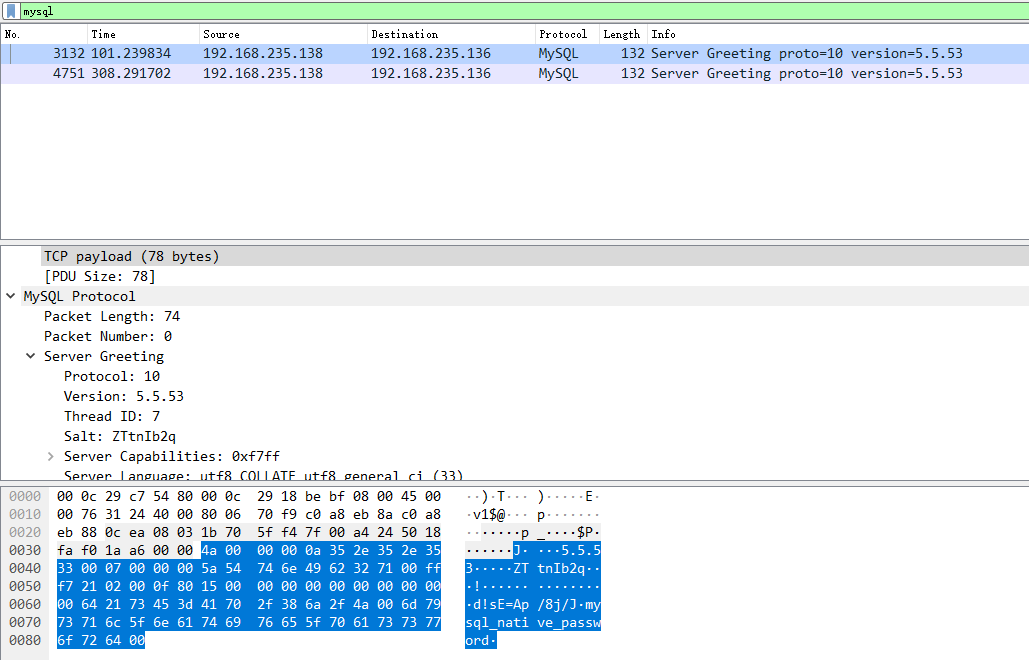 mysql
No. Time Source Destination Protocol Length Info
3132 101.239834 192.168.235.138 192.168.235.136 MySQL 132 Server Greeting proto=10 version=5.5.53
4751 308.291702 192.168.235.138 192.168.235.136 MySQL 132 Server Greeting proto=10 version=5.5.53
TCP payload (78 bytes)
[PDU Size: 78]
MySQL Protocol
Packet Length: 74
Packet Number: 0
Server Greeting
Protocol: 10
Version: 5.5.53
Thread ID: 7
Salt: ZTtnIb2q
Server Capabilities: 0xf7ff
Server Language: utf8 COLLATE utf8_general_ci (33)
0000 00 0c 29 c7 54 80 00 0c 29 18 be bf 08 00 45 00 ··)·T··· )·····E·
0010 00 76 31 24 40 00 80 06 70 f9 c0 a8 eb 8a c0 a8 ·v1$@··· p·······
0020 eb 88 0c ea 08 03 1b 70 5f f4 7f 00 a4 24 50 18 ·······p _····$P·
0030 fa f0 1a a6 00 00 4a 00 00 00 0a 35 2e 35 2e 35 ······J· ···5.5.5
0040 33 00 07 00 00 00 5a 54 74 6e 49 62 32 71 00 ff 3·····ZT tnIb2q··
0050 f7 21 02 00 0f 80 15 00 00 00 00 00 00 00 00 00 ·!······ ········
0060 00 64 21 73 45 3d 41 70 2f 38 6a 2f 4a 00 6d 79 ·d!sE=Ap /8j/J·my
0070 73 71 6c 5f 6e 61 74 69 76 65 5f 70 61 73 73 77 sql_nati ve_passw
0080 6f 72 64 00 ord·